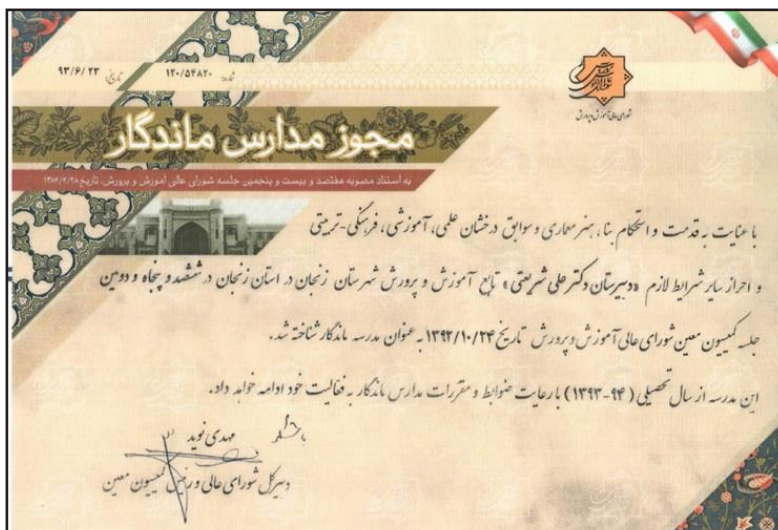 شماره: ۱۲۰/۵۴۸۲۰
تاریخ: ۹۳/۶/۲۳
شورای عالی آموزش و پرورش
مجوز مدارس ماندگار
به استناد مصوبه هفتصد و بیست و پنجمین جلسه شورای عالی آموزش و پرورش، تاریخ ۱۳۸۴/۲/۲۸
با عنایت به قدمت و استحکام بنا، هنر معماری و سوابق درخشان علمی، آموزشی، فرهنگی-تربیتی
و احراز سایر شرایط لازم «دبیرستان دکتر علی شریعتی» تابع آموزش و پرورش شهرستان زنجان در استان زنجان در ششصد و پنجاه و دومین
جلسه کمیسیون معین شورای عالی آموزش و پرورش تاریخ ۱۳۹۲/۱۰/۲۴ به عنوان مدرسه ماندگار شناخته شد.
این مدرسه از سال تحصیلی (۹۴-۱۳۹۳) با رعایت ضوابط و مقررات مدارس ماندگار به فعالیت خود ادامه خواهد داد.
مهدی نوید
دبیرکل شورای عالی و رئیس کمیسیون معین